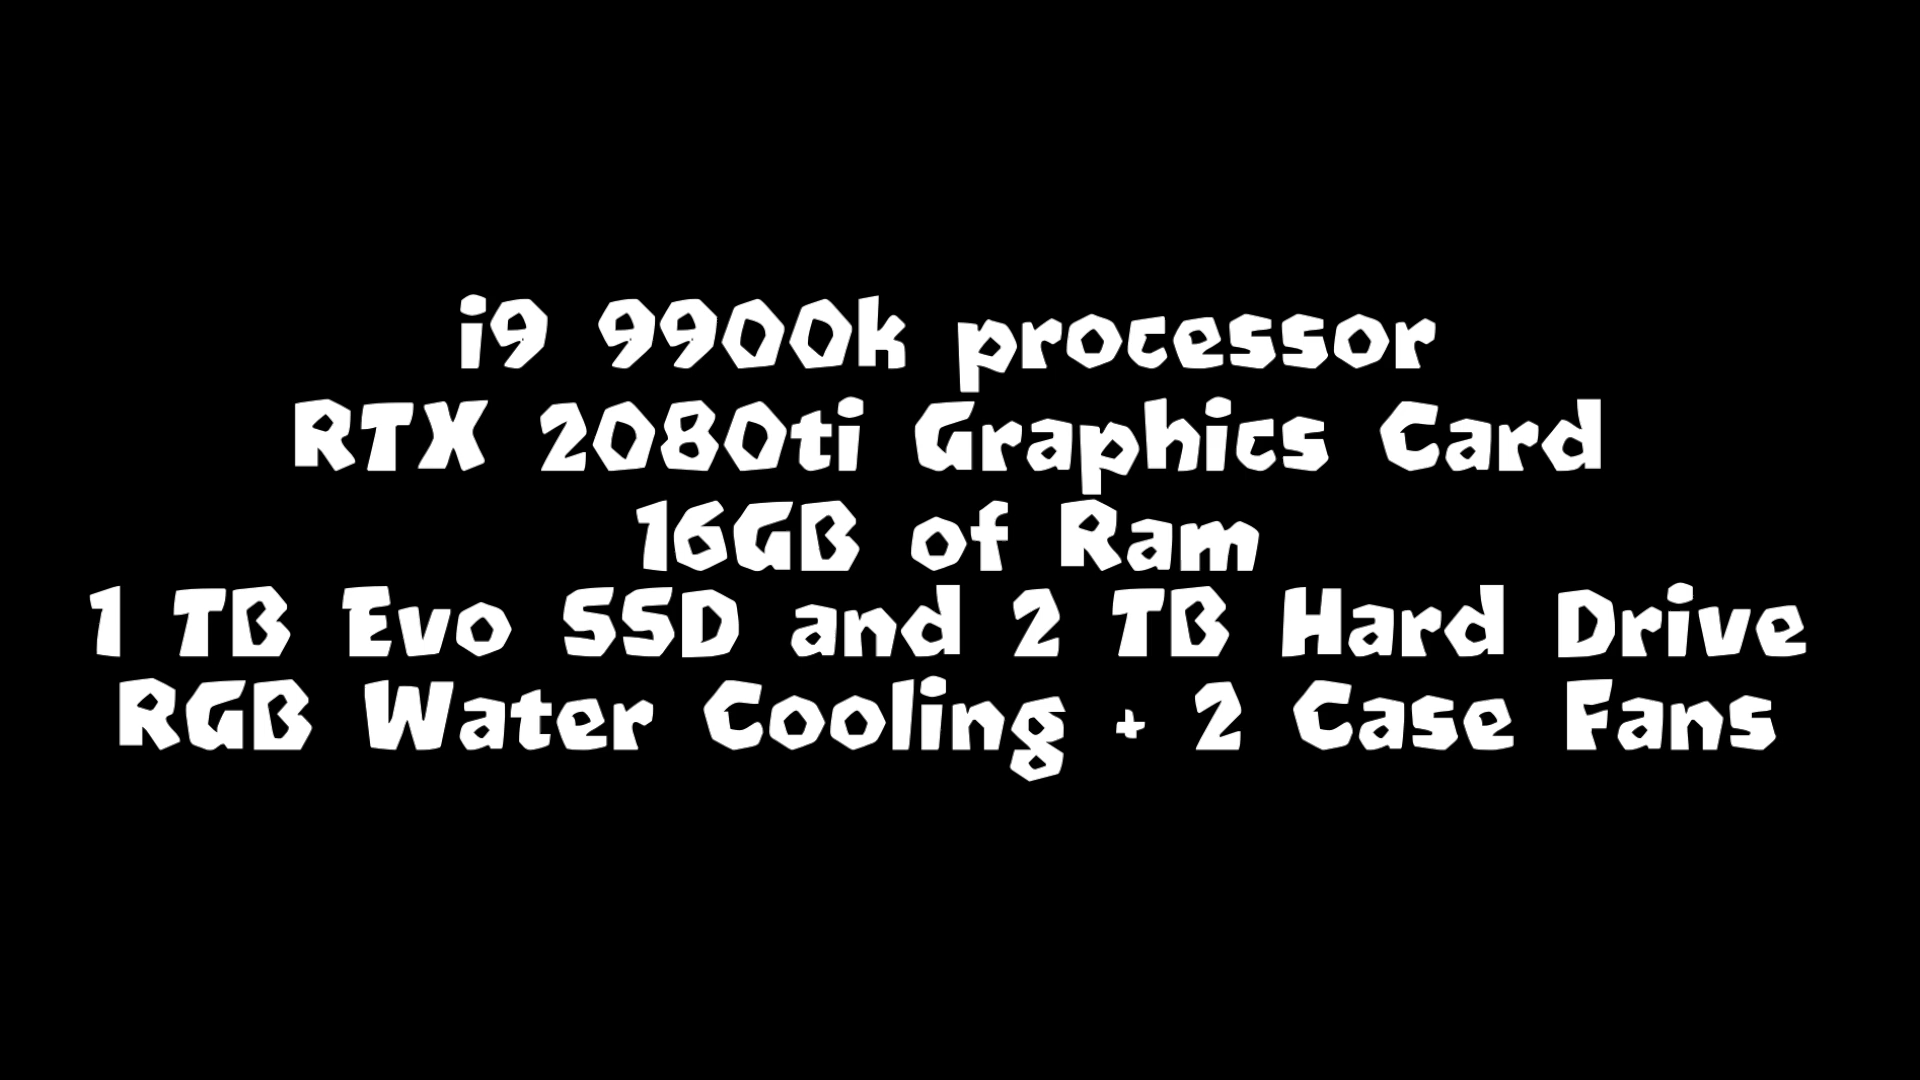 i9 9900k processor
RTX 2080ti Graphics Card
16GB of Ram
1 TB Evo SSD and 2 TB Hard Drive
RGB Water Cooling + 2 Case Fans